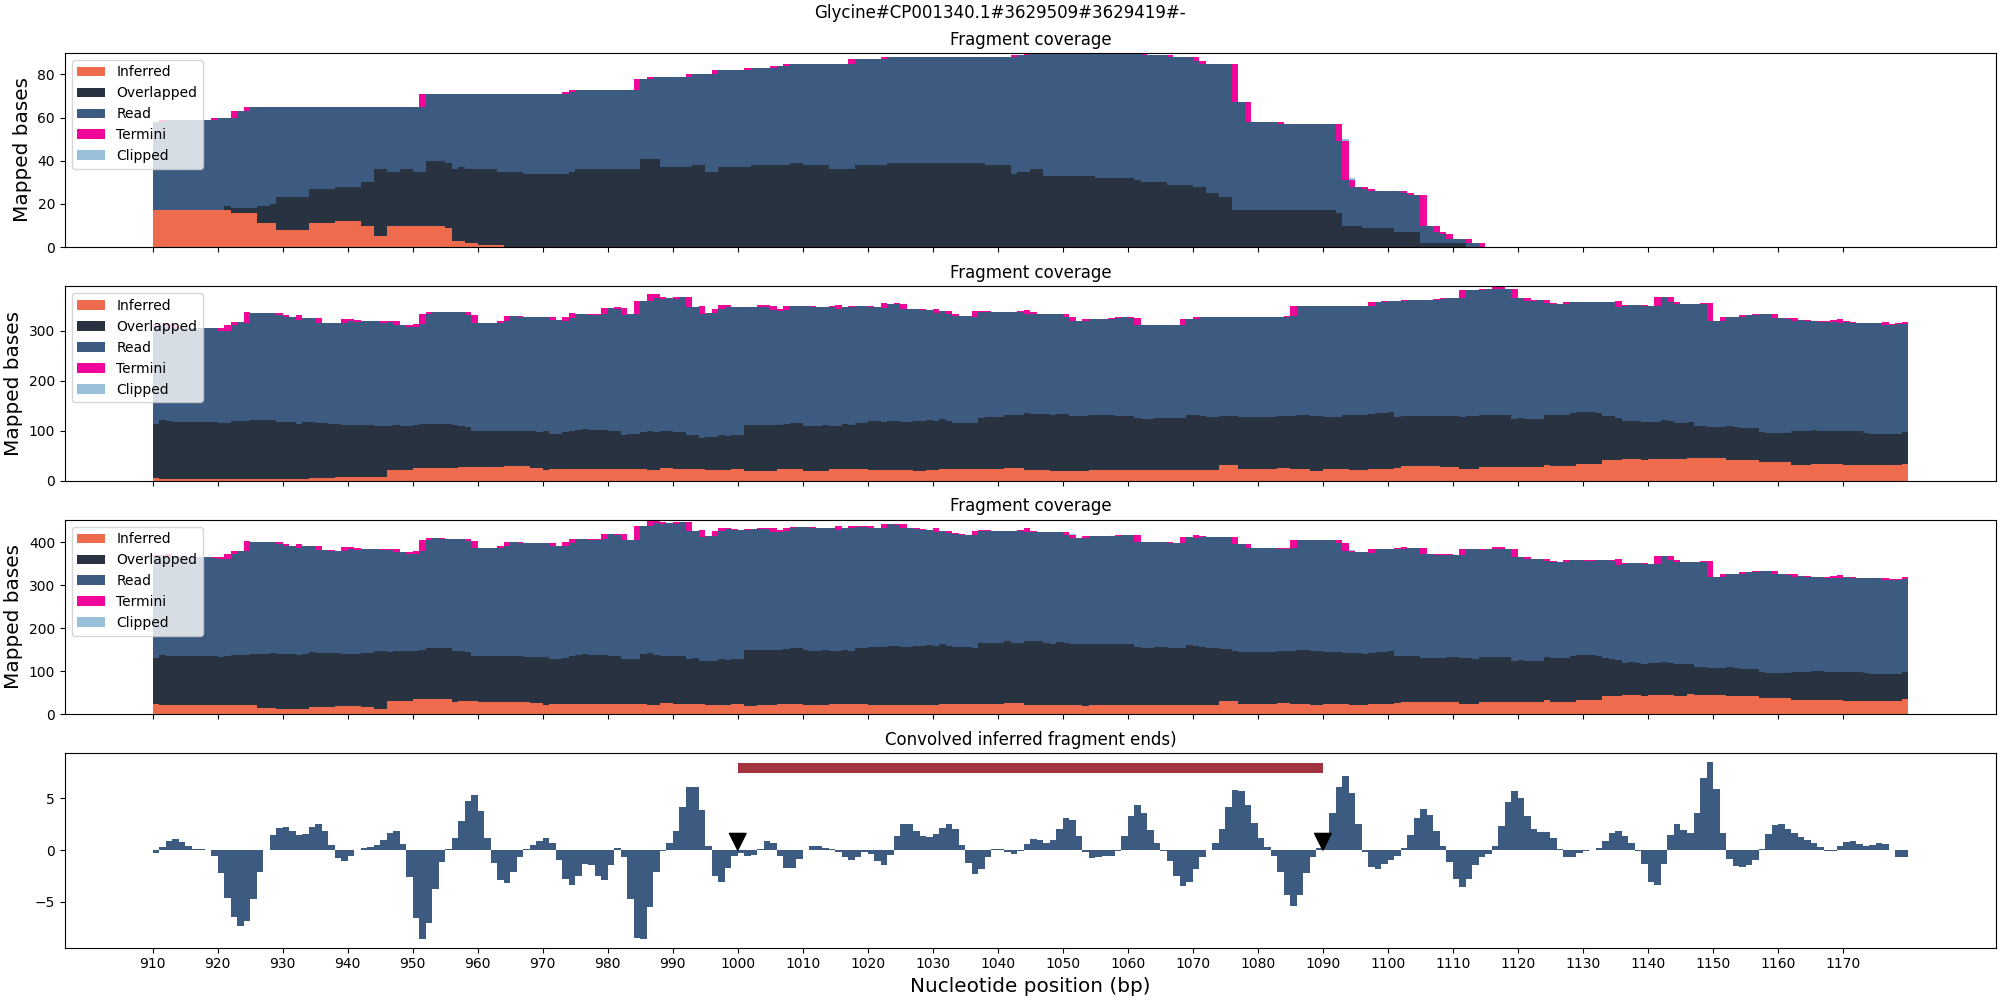 Glycine#CP001340.1#3629509#3629419#-
Fragment coverage
Mapped bases
80
60
40
20
0
Inferred
Overlapped
Read
Termini
Clipped
Fragment coverage
Mapped bases
300
200
100
0
Inferred
Overlapped
Read
Termini
Clipped
Fragment coverage
Mapped bases
400
300
200
100
0
Inferred
Overlapped
Read
Termini
Clipped
Convolved inferred fragment ends)
5
0
−5
910 920 930 940 950 960 970 980 990 1000 1010 1020 1030 1040 1050 1060 1070 1080 1090 1100 1110 1120 1130 1140 1150 1160 1170
Nucleotide position (bp)